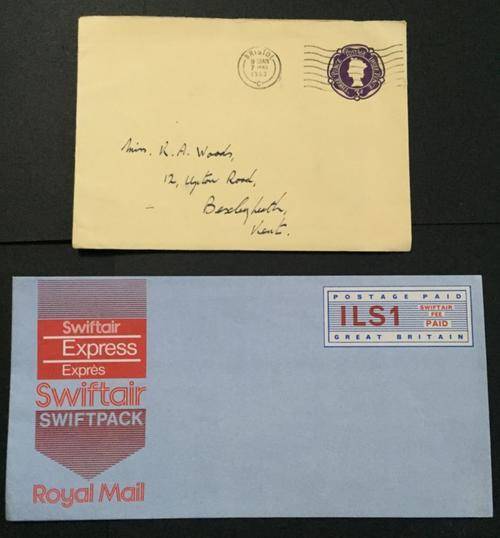 BRISTOL
C
Miss. R. A. Woods,
12, Upton Road,
Bexleyheath,
Kent.
POSTAGE PAID
ILS1
SWIFTAIR
FEE
PAID
GREAT BRITAIN
Swiftair
Express
Exprès
Swiftair
SWIFTPACK
Royal Mail